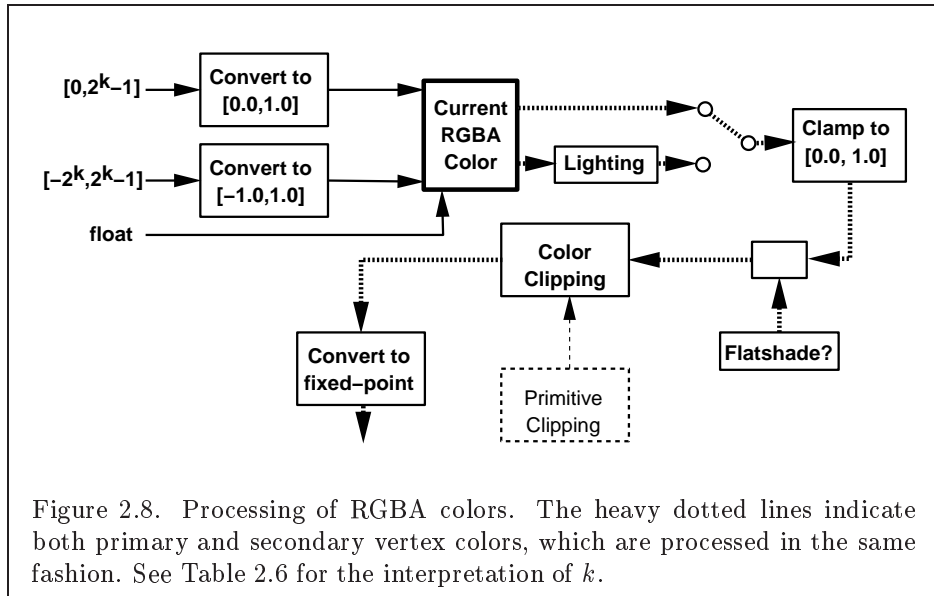 [0,2k−1]
Convert to
[0.0,1.0]
Current
RGBA
Color
Clamp to
[0.0, 1.0]
Lighting
[−2k,2k−1]
Convert to
[−1.0,1.0]
float
Color
Clipping
Flatshade?
Convert to
fixed−point
Primitive
Clipping
Figure 2.8. Processing of RGBA colors. The heavy dotted lines indicate
both primary and secondary vertex colors, which are processed in the same
fashion. See Table 2.6 for the interpretation of k.